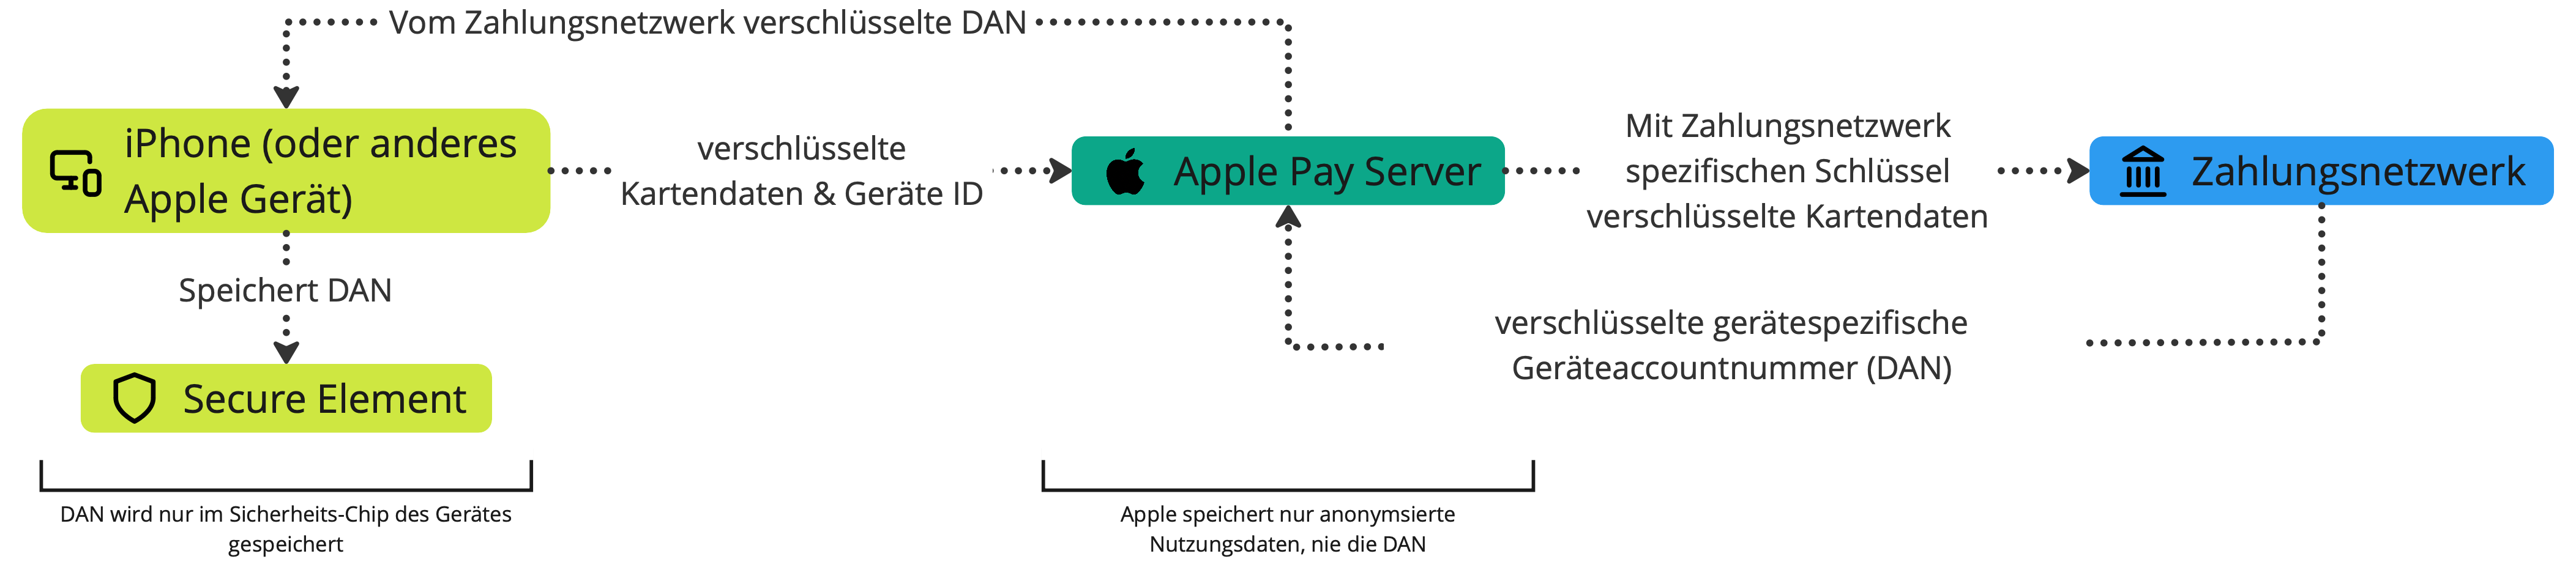 Vom Zahlungsnetzwerk verschlüsselte DAN
iPhone (oder anderes
Apple Gerät)
verschlüsselte
Kartendaten & Geräte ID
Apple Pay Server
Mit Zahlungsnetzwerk
spezifischen Schlüssel
verschlüsselte Kartendaten
Zahlungsnetzwerk
Speichert DAN
verschlüsselte gerätespezifische
Geräteaccountnummer (DAN)
Secure Element
DAN wird nur im Sicherheits-Chip des Gerätes
gespeichert
Apple speichert nur anonymsierte
Nutzungsdaten, nie die DAN